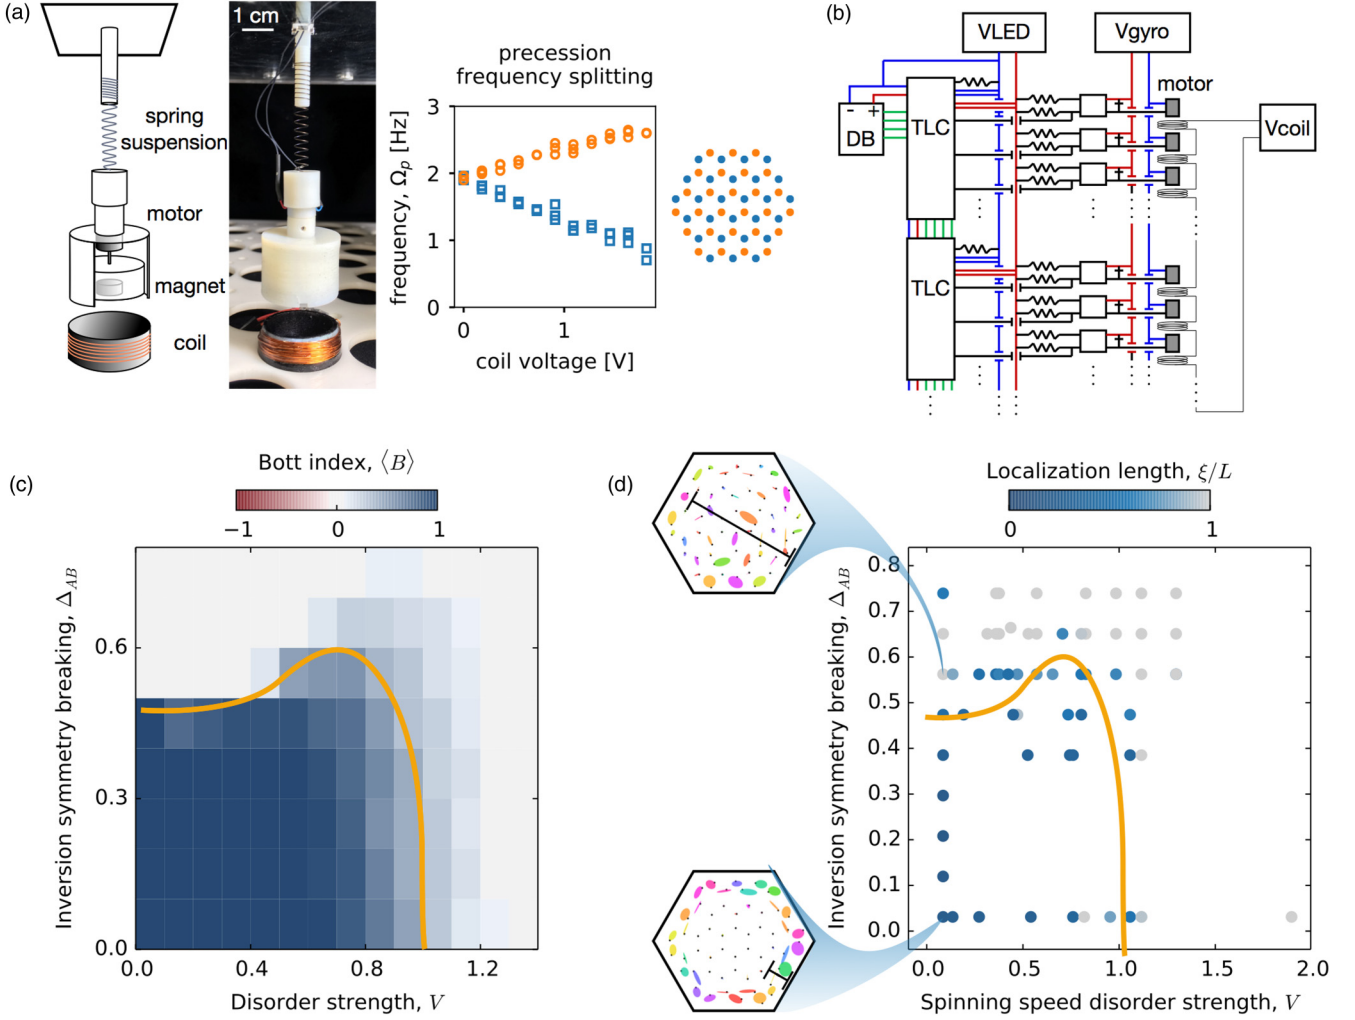 (a)
1 cm
spring
suspension
motor
magnet
coil
precession
frequency splitting
frequency, Ωp [Hz]
3
2
1
0
0
1
coil voltage [V]
(b)
VLED
Vgyro
motor
- +
DB
TLC
TLC
Vcoil
(c)
Bott index, ⟨B⟩
−1
0
1
Inversion symmetry breaking, ΔAB
0.6
0.3
0.0
0.0
0.4
0.8
1.2
Disorder strength, V
(d)
Localization length, ξ/L
0
1
Inversion symmetry breaking, ΔAB
0.8
0.7
0.6
0.5
0.4
0.3
0.2
0.1
0.0
0.0
0.5
1.0
1.5
2.0
Spinning speed disorder strength, V